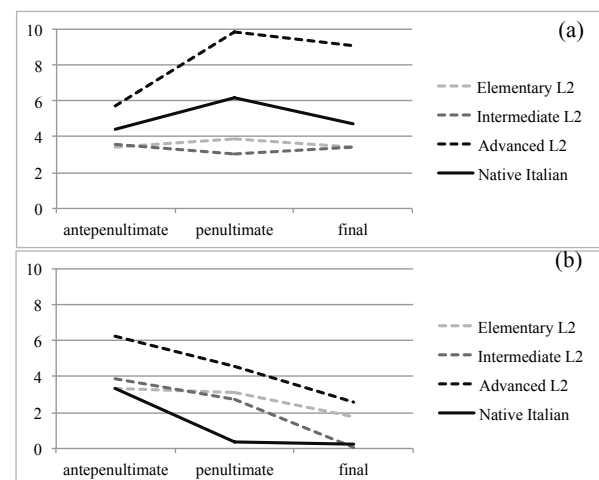 (a)
10
8
6
4
2
0
antepenultimate penultimate final
Elementary L2
Intermediate L2
Advanced L2
Native Italian
(b)
10
8
6
4
2
0
antepenultimate penultimate final
Elementary L2
Intermediate L2
Advanced L2
Native Italian